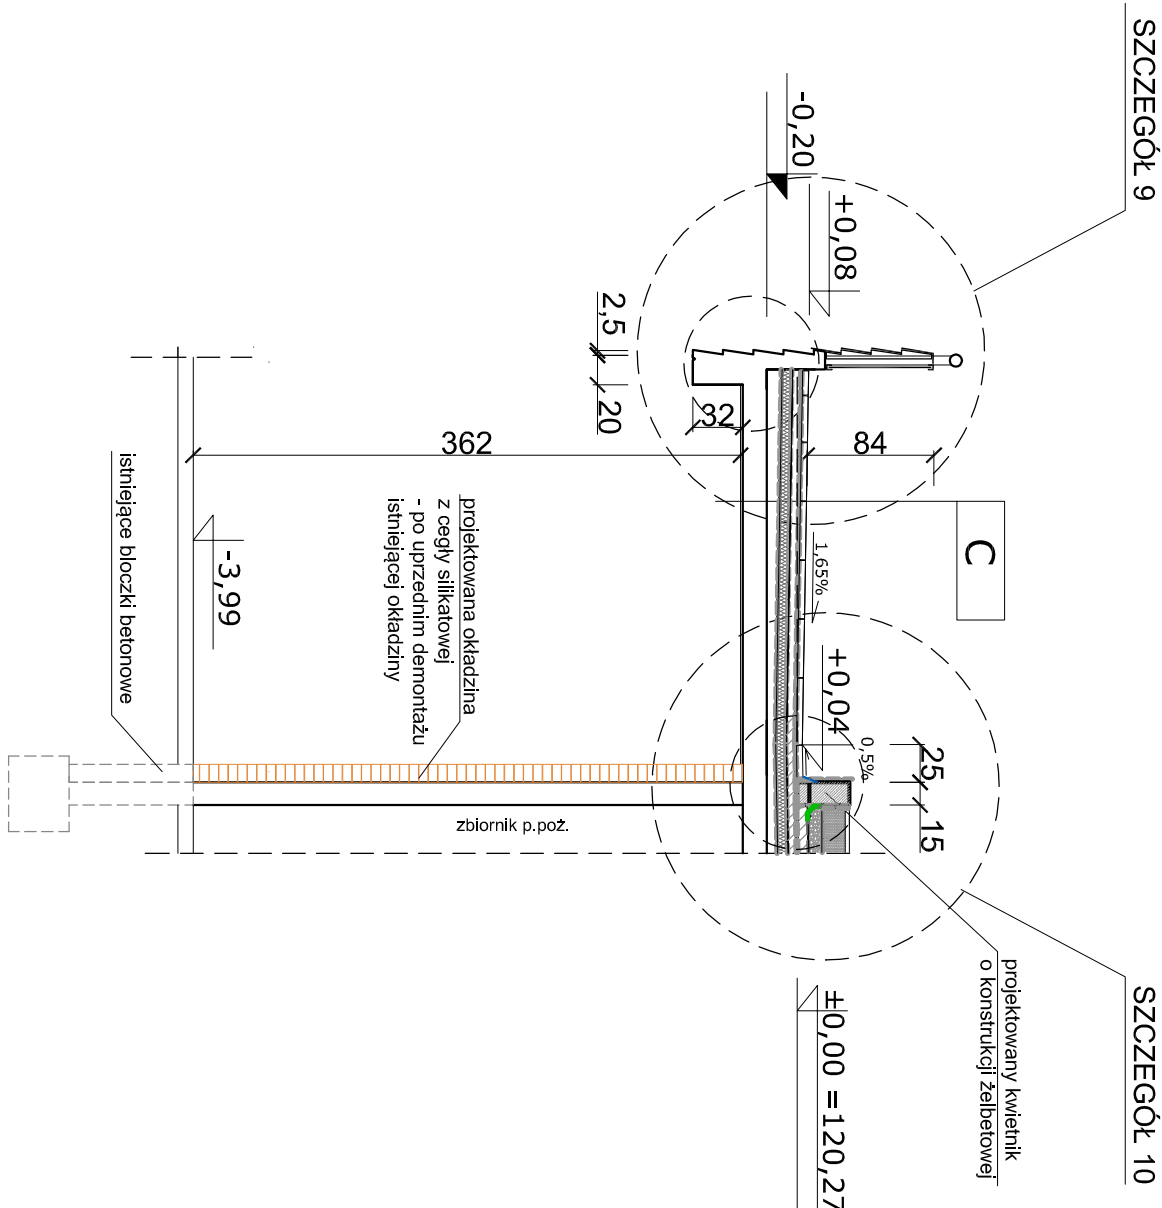 SZCZEGÓŁ 9
-0,20
+0,08
2,5
20
32
84
362
C
1,65%
-3,99
istniejące bloczki betonowe
projektowana okładzina
z cegły silikatowej
- po uprzednim demontażu
istniejącej okładziny
+0,04
0,5%
25
15
zbiornik p.poż.
projektowany kwietnik
o konstrukcji żelbetowej
±0,00 =120,27
SZCZEGÓŁ 10